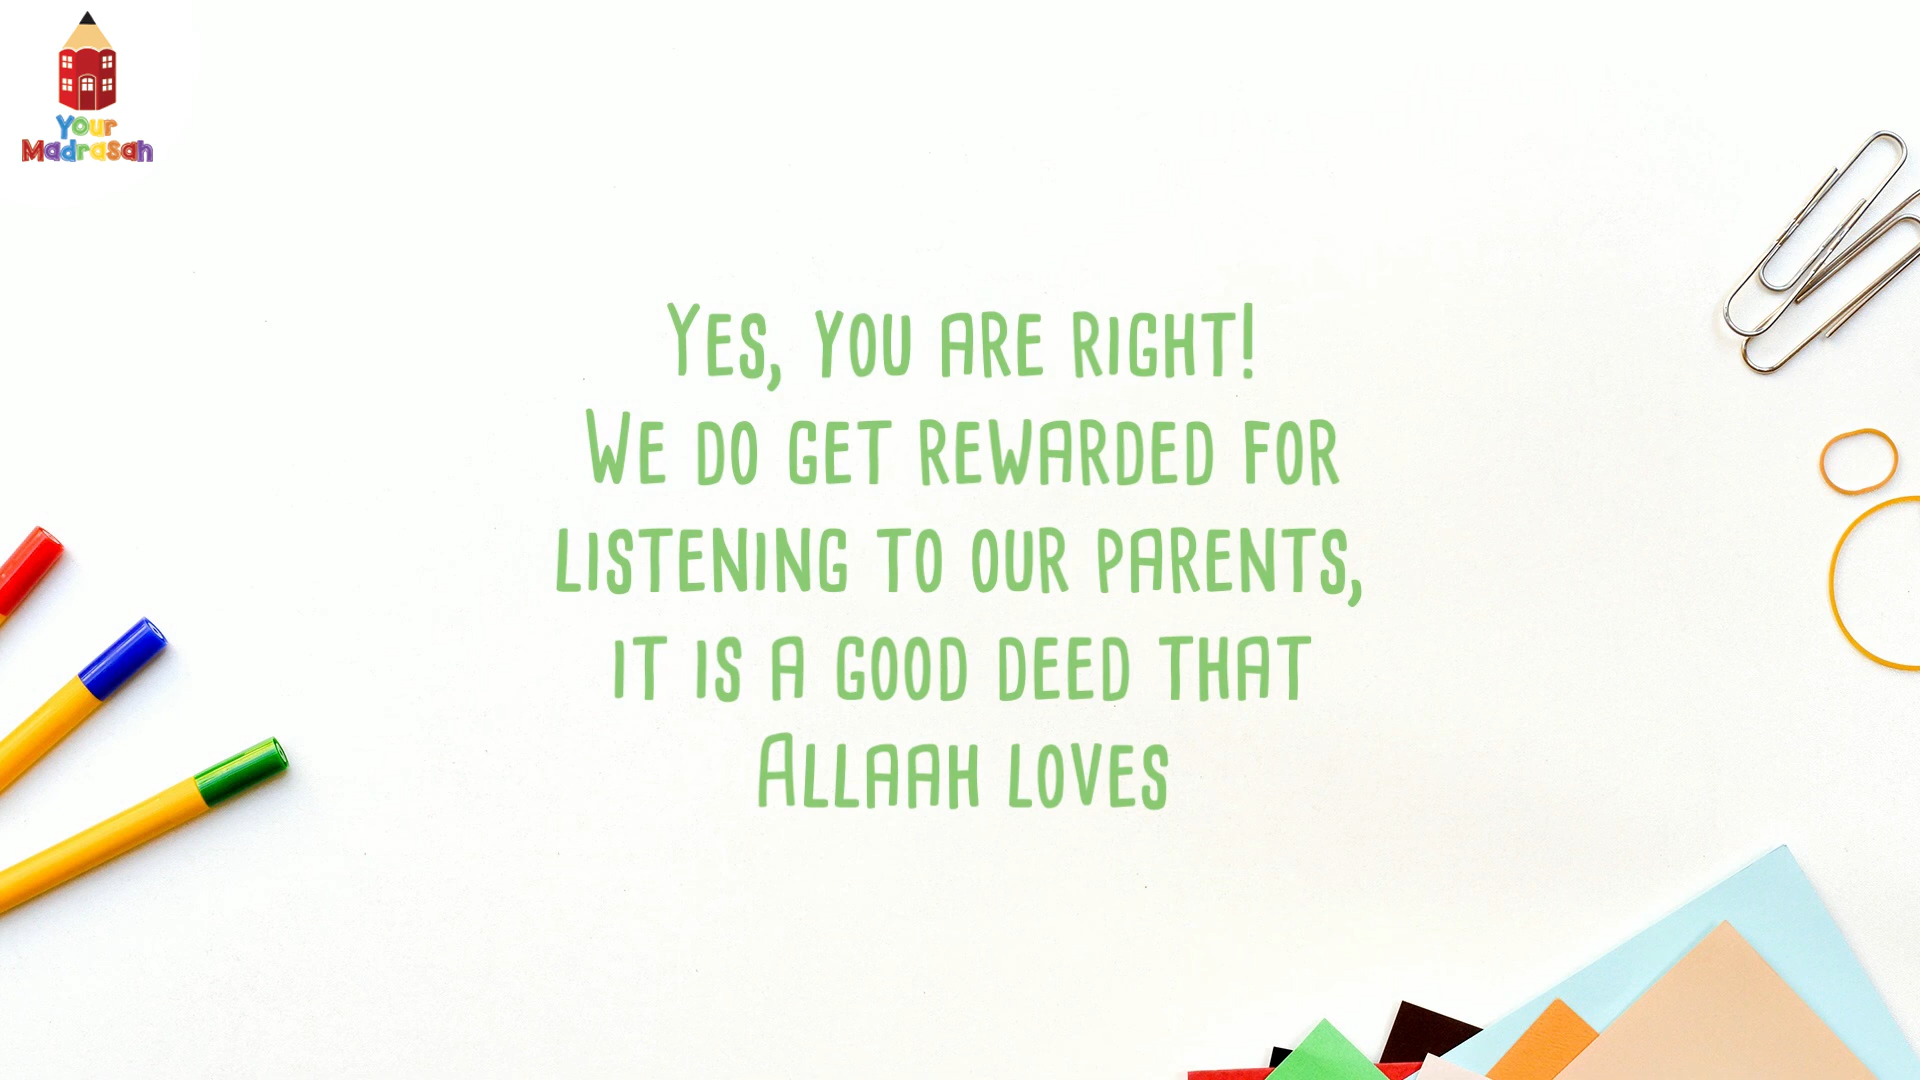 Your
Madrasah
Yes, you are right!
We do get rewarded for
listening to our parents,
it is a good deed that
Allaah loves